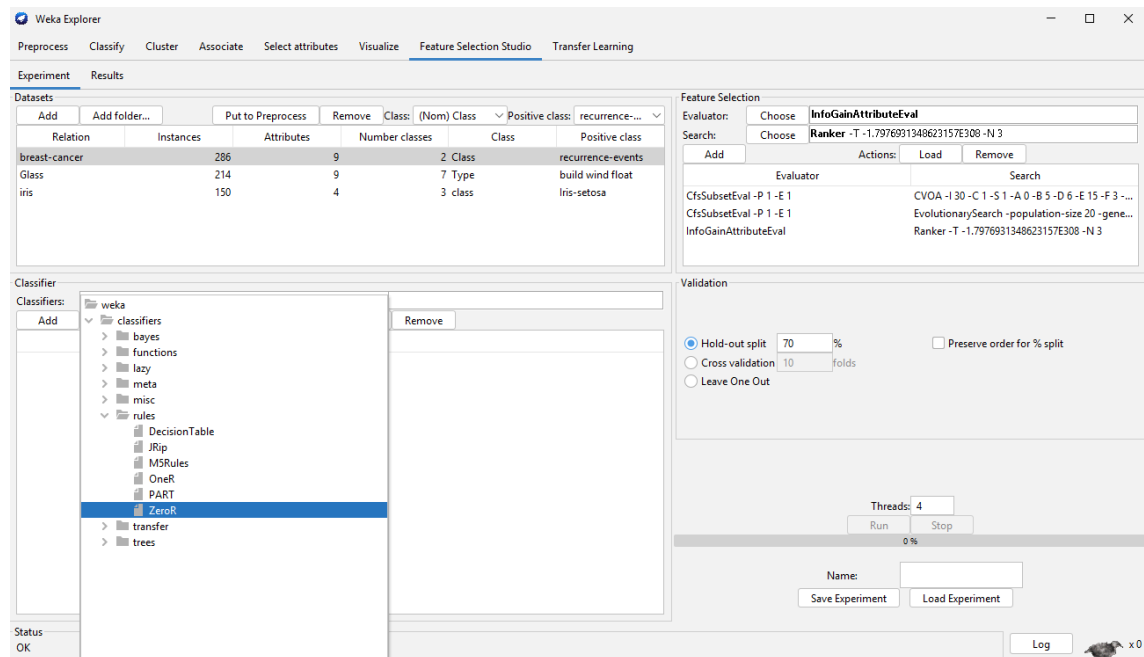 Weka Explorer
Preprocess Classify Cluster Associate Select attributes Visualize Feature Selection Studio Transfer Learning
Experiment Results
Datasets
Add Add folder... Put to Preprocess Remove Class: (Nom) Class Positive class: recurrence-...
Relation Instances Attributes Number classes Class Positive class
breast-cancer 286 9 2 Class recurrence-events
Glass 214 9 7 Type build wind float
iris 150 4 3 class Iris-setosa
Feature Selection
Evaluator: Choose InfoGainAttributeEval
Search: Choose Ranker -T -1.7976931348623157E308 -N 3
Add Actions: Load Remove
Evaluator Search
CfsSubsetEval -P 1 -E 1 CVOA -I 30 -C 1 -S 1 -A 0 -B 5 -D 6 -E 15 -F 3 -...
CfsSubsetEval -P 1 -E 1 EvolutionarySearch -population-size 20 -gene...
InfoGainAttributeEval Ranker -T -1.7976931348623157E308 -N 3
Classifier
Classifiers:
Add Remove
weka
classifiers
bayes
functions
lazy
meta
misc
rules
DecisionTable
JRip
M5Rules
OneR
PART
ZeroR
transfer
trees
Validation
Hold-out split 70 % Preserve order for % split
Cross validation 10 folds
Leave One Out
Threads: 4
Run Stop
0 %
Name:
Save Experiment Load Experiment
Status
OK
Log x 0